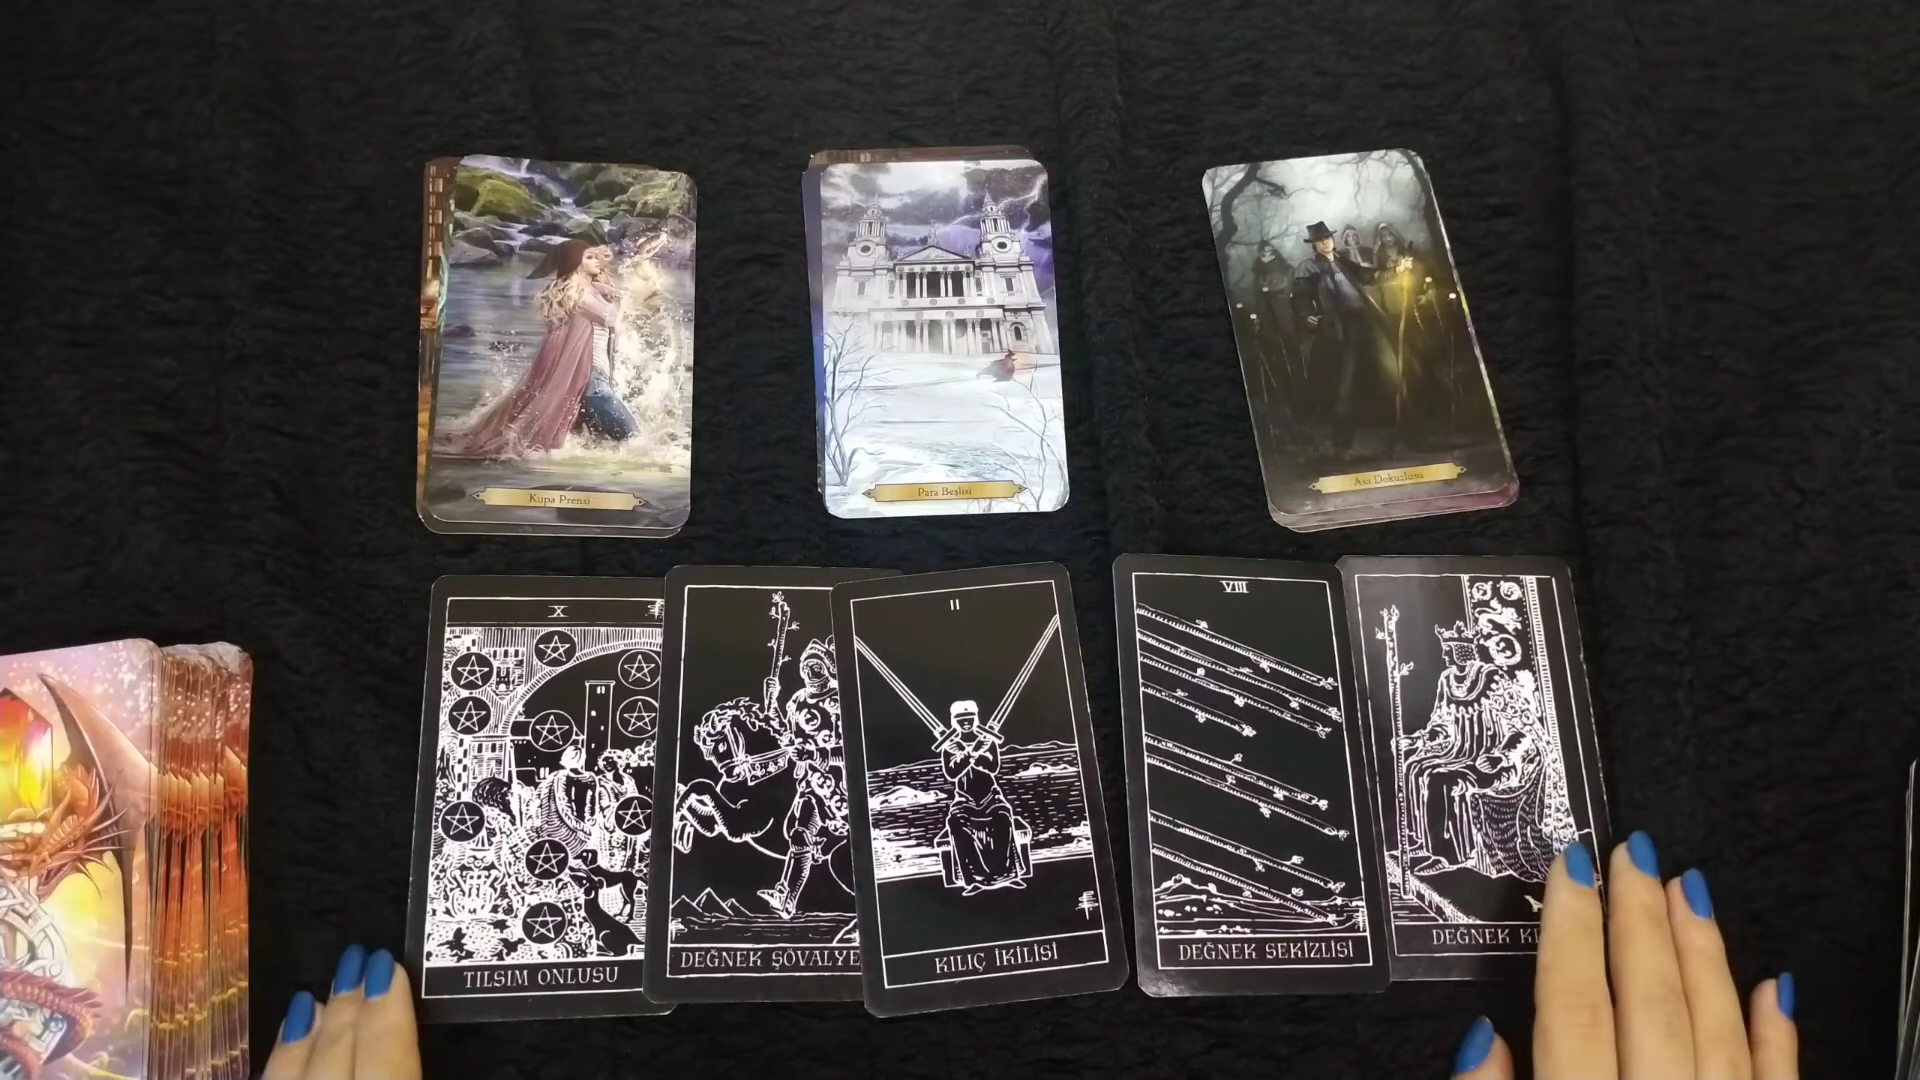 Kupa Prensi
Para Beşlisi
Asa Dokuzlusu
X
II
VIII
TILSIM ONLUSU
DEĞNEK ŞÖVALYE
KILIÇ İKİLİSİ
DEĞNEK SEKİZLİSİ
DEĞNEK